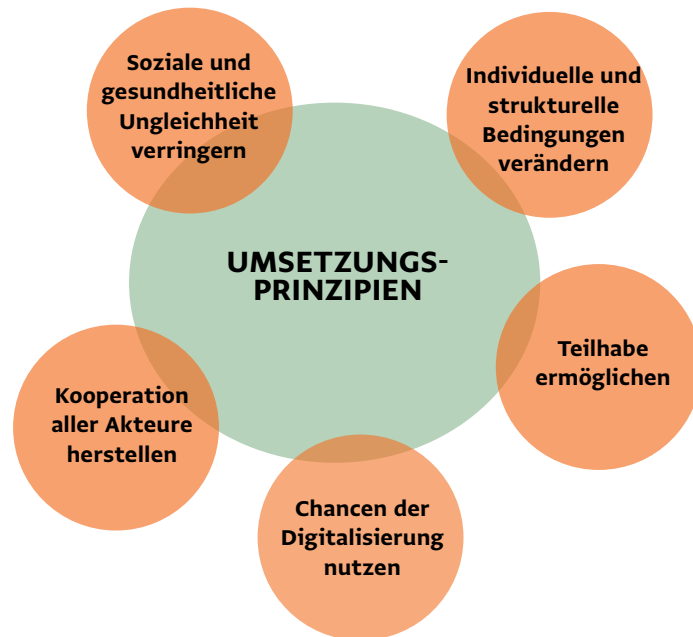 Soziale und
gesundheitliche
Ungleichheit
verringern
Individuelle und
strukturelle
Bedingungen
verändern
UMSETZUNGS-
PRINZIPIEN
Teilhabe
ermöglichen
Kooperation
aller Akteure
herstellen
Chancen der
Digitalisierung
nutzen